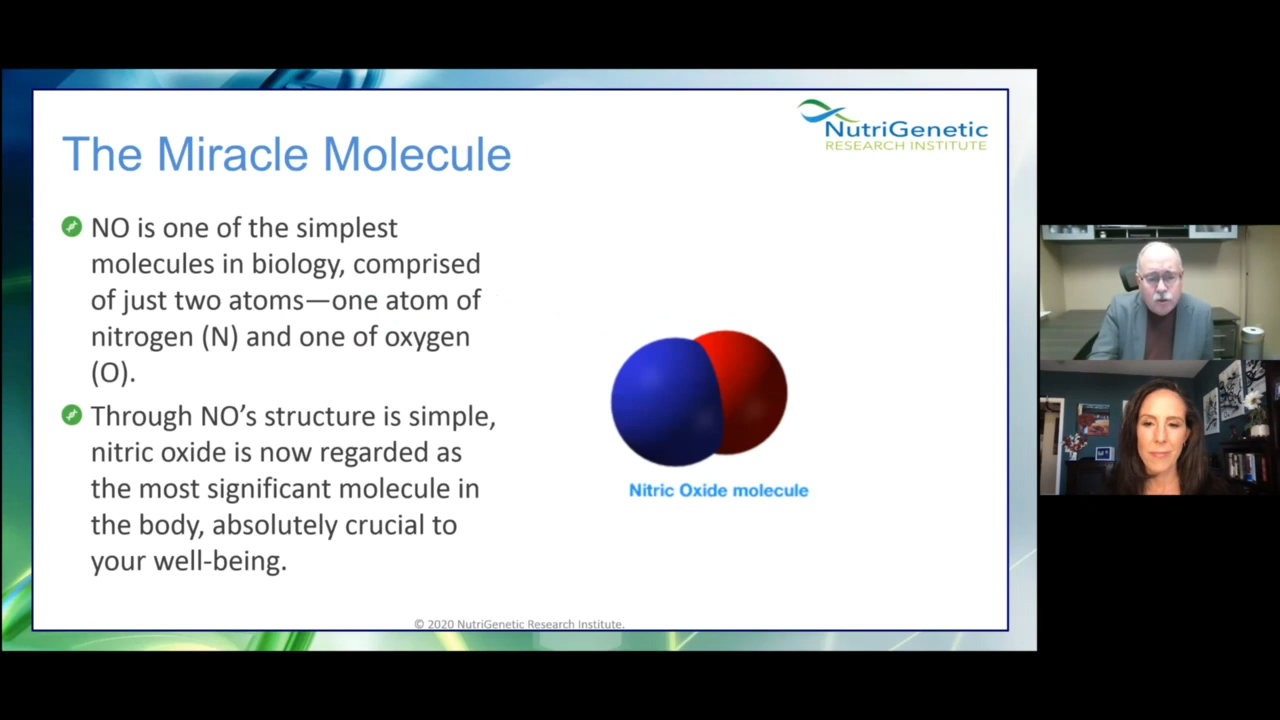 NutriGenetic
RESEARCH INSTITUTE
The Miracle Molecule
NO is one of the simplest
molecules in biology, comprised
of just two atoms—one atom of
nitrogen (N) and one of oxygen
(O).
Through NO’s structure is simple,
nitric oxide is now regarded as
the most significant molecule in
the body, absolutely crucial to
your well-being.
Nitric Oxide molecule
© 2020 NutriGenetic Research Institute.